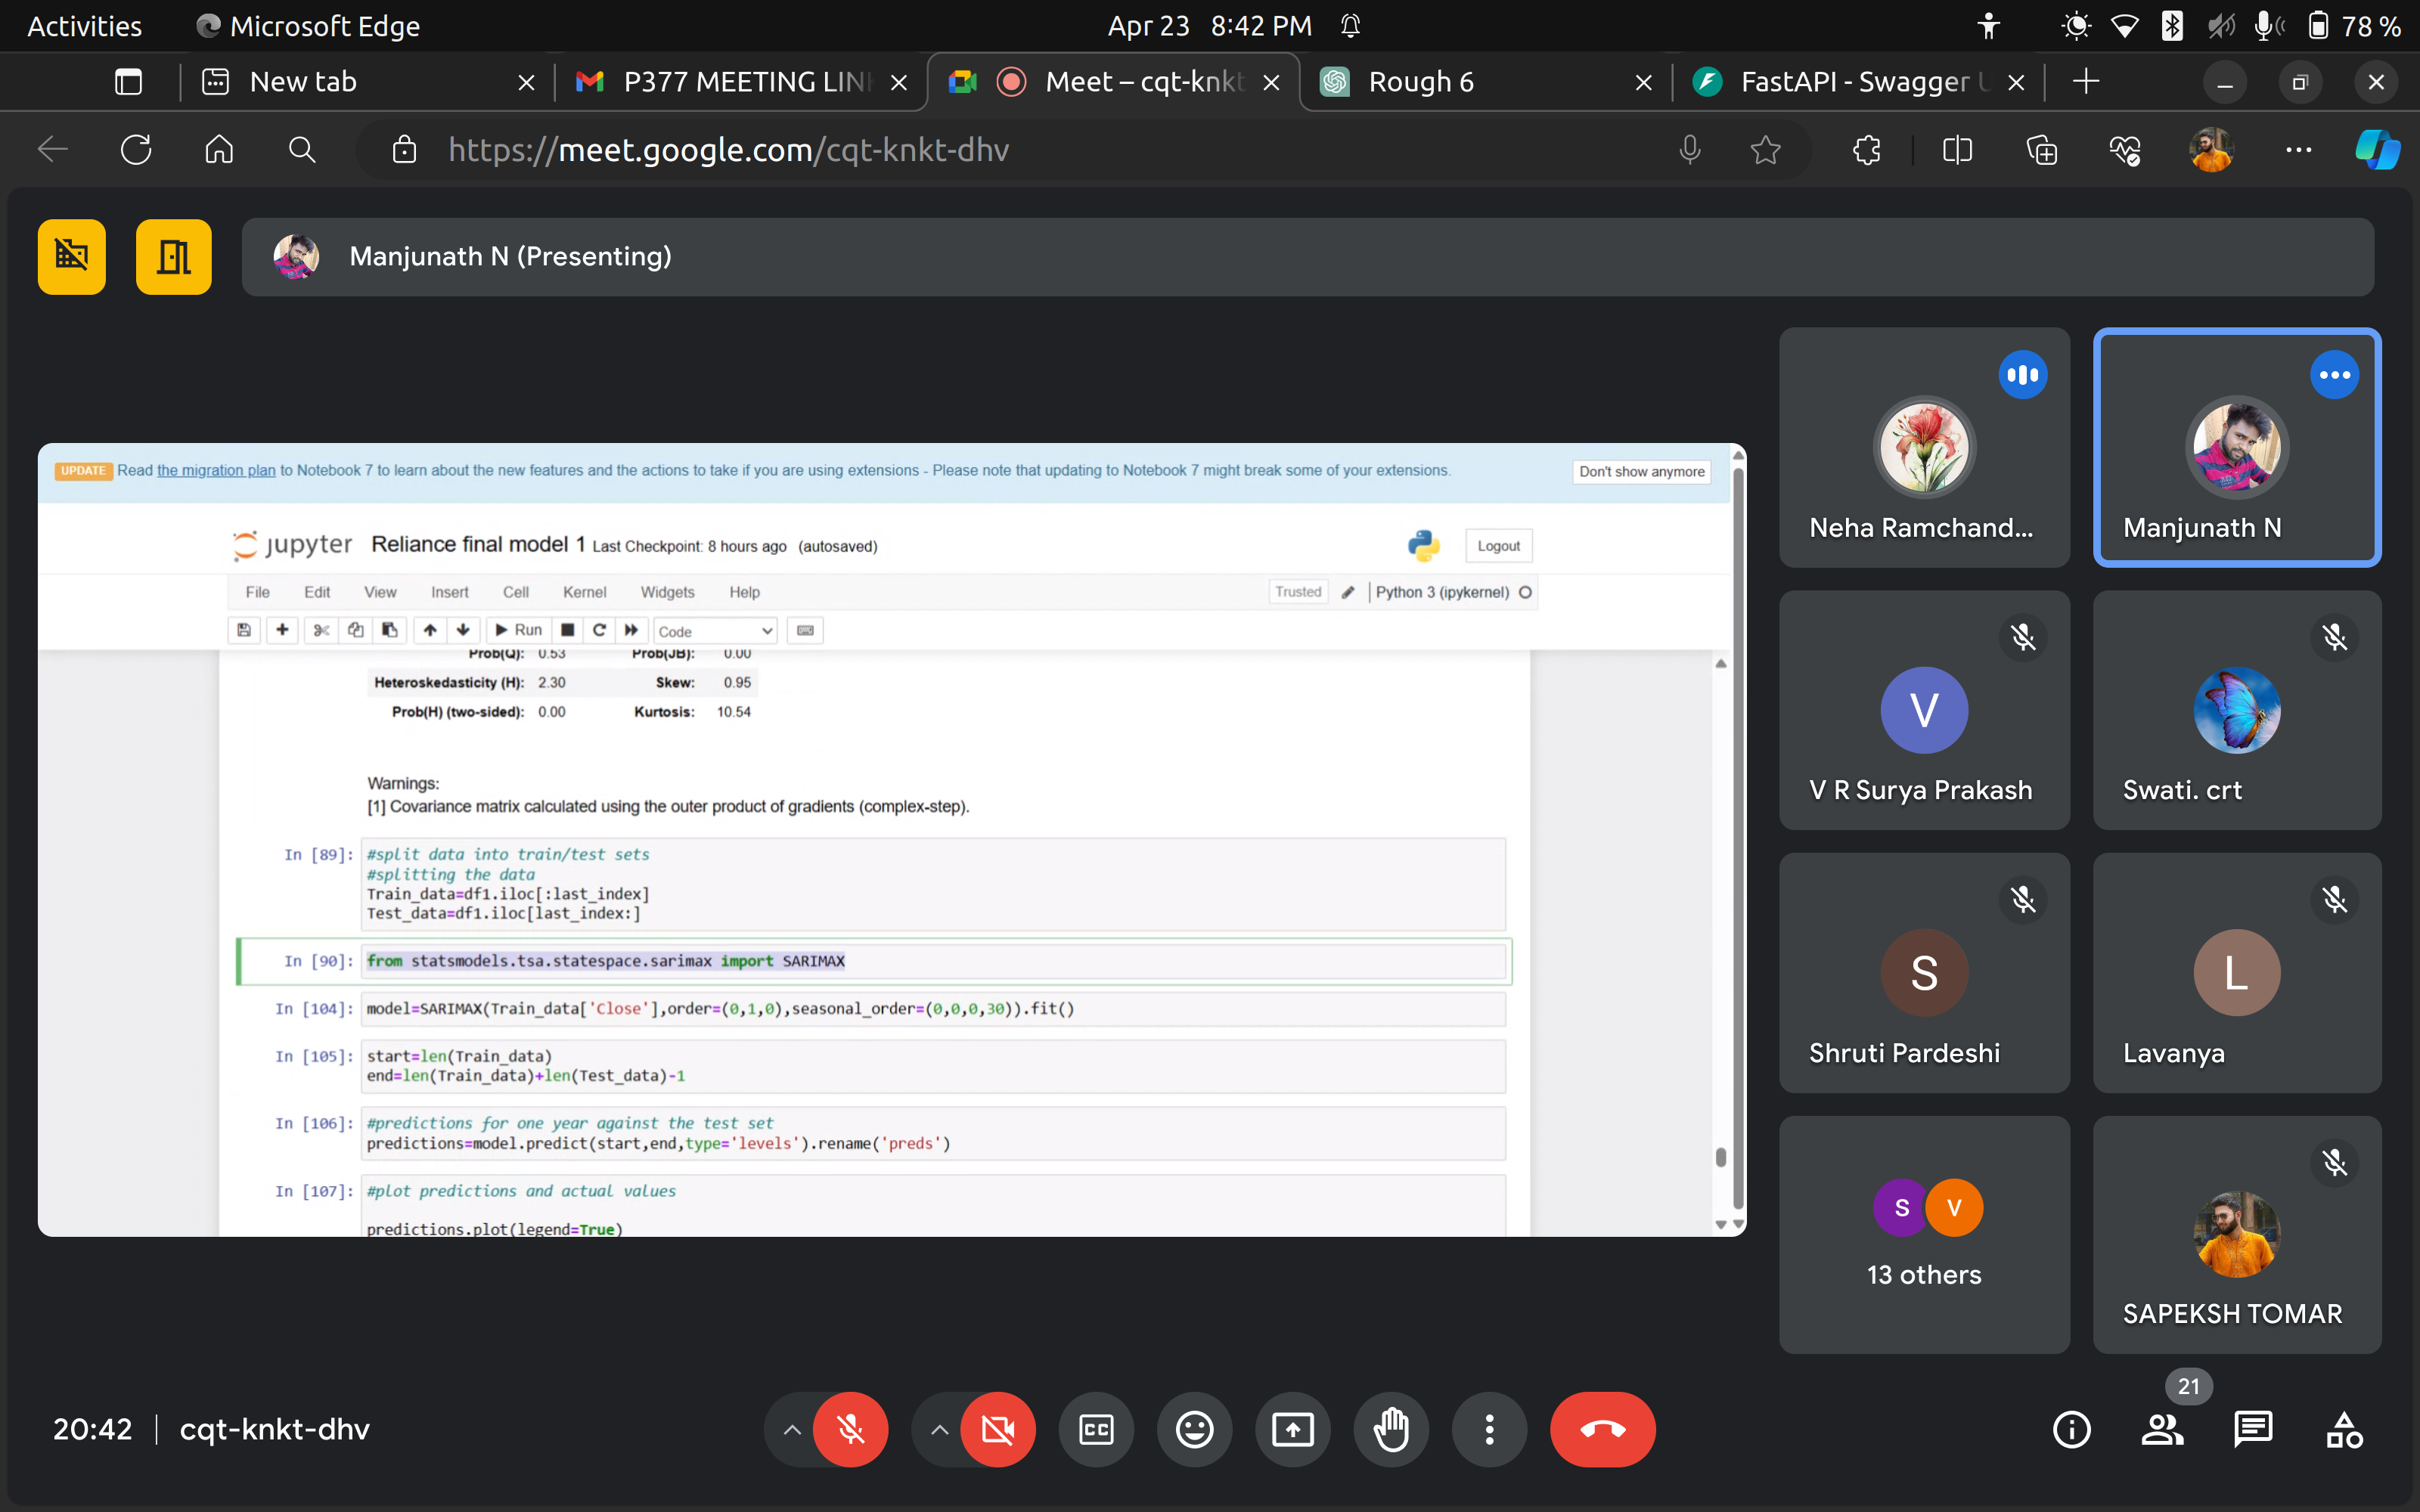 Activities
Microsoft Edge
Apr 23 8:42 PM
78 %
New tab
P377 MEETING LINK
Meet – cqt-knkt
Rough 6
FastAPI - Swagger U
https://meet.google.com/cqt-knkt-dhv
Manjunath N (Presenting)
UPDATE Read the migration plan to Notebook 7 to learn about the new features and the actions to take if you are using extensions - Please note that updating to Notebook 7 might break some of your extensions.
Don't show anymore
jupyter Reliance final model 1 Last Checkpoint: 8 hours ago (autosaved)
Logout
File Edit View Insert Cell Kernel Widgets Help
Trusted
Python 3 (ipykernel)
Run
Code
Prob(Q): 0.53 Prob(JB): 0.00
Heteroskedasticity (H): 2.30 Skew: 0.95
Prob(H) (two-sided): 0.00 Kurtosis: 10.54
Warnings:
[1] Covariance matrix calculated using the outer product of gradients (complex-step).
In [89]: #split data into train/test sets
#splitting the data
Train_data=df1.iloc[:last_index]
Test_data=df1.iloc[last_index:]
In [90]: from statsmodels.tsa.statespace.sarimax import SARIMAX
In [104]: model=SARIMAX(Train_data['Close'],order=(0,1,0),seasonal_order=(0,0,0,30)).fit()
In [105]: start=len(Train_data)
end=len(Train_data)+len(Test_data)-1
In [106]: #predictions for one year against the test set
predictions=model.predict(start,end,type='levels').rename('preds')
In [107]: #plot predictions and actual values
predictions.plot(legend=True)
Neha Ramchand...
Manjunath N
V
V R Surya Prakash
Swati. crt
S
Shruti Pardeshi
L
Lavanya
S V
13 others
SAPEKSH TOMAR
20:42
cqt-knkt-dhv
CC
21